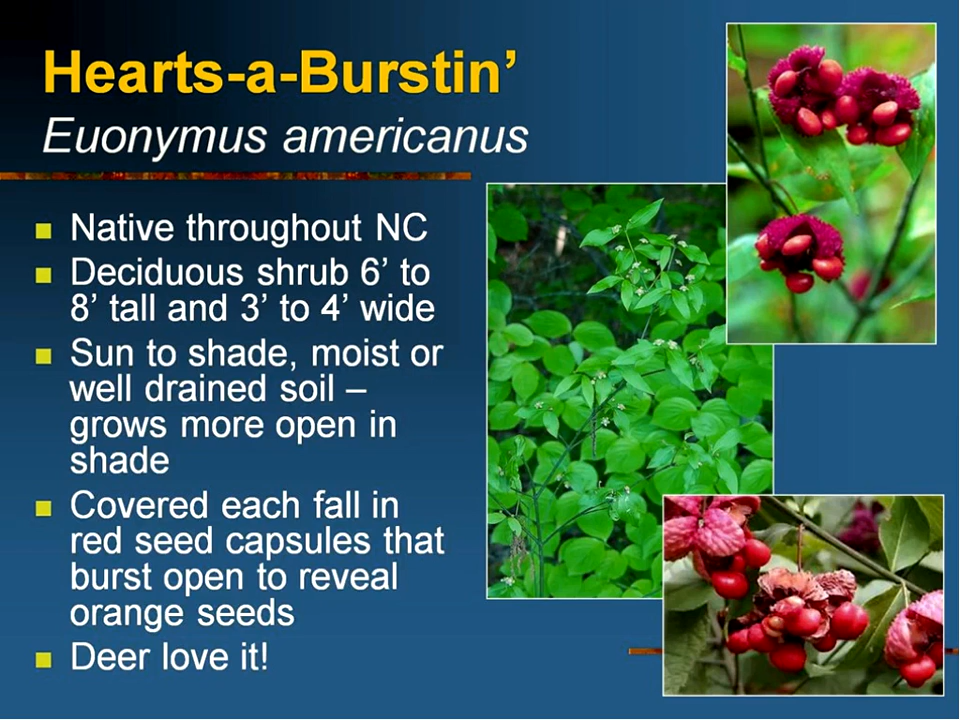 Hearts-a-Burstin’
Euonymus americanus
Native throughout NC
Deciduous shrub 6’ to
8’ tall and 3’ to 4’ wide
Sun to shade, moist or
well drained soil –
grows more open in
shade
Covered each fall in
red seed capsules that
burst open to reveal
orange seeds
Deer love it!